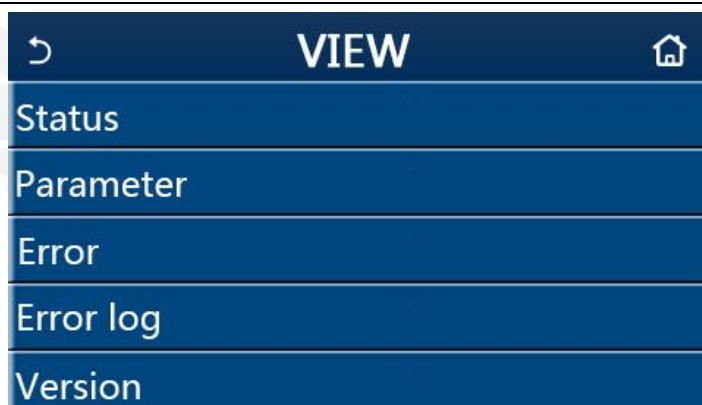 VIEW
Status
Parameter
Error
Error log
Version